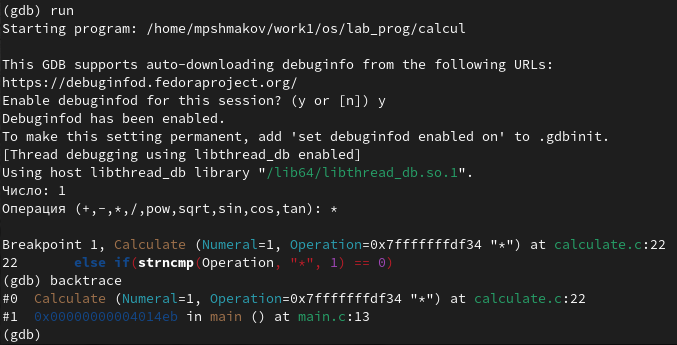 (gdb) run
Starting program: /home/mpshmakov/work1/os/lab_prog/calcul
This GDB supports auto-downloading debuginfo from the following URLs:
https://debuginfod.fedoraproject.org/
Enable debuginfod for this session? (y or [n]) y
Debuginfod has been enabled.
To make this setting permanent, add 'set debuginfod enabled on' to .gdbinit.
[Thread debugging using libthread_db enabled]
Using host libthread_db library "/lib64/libthread_db.so.1".
Число: 1
Операция (+,-,*,/,pow,sqrt,sin,cos,tan): *
Breakpoint 1, Calculate (Numeral=1, Operation=0x7fffffffdf34 "*") at calculate.c:22
22 else if(strncmp(Operation, "*", 1) == 0)
(gdb) backtrace
#0 Calculate (Numeral=1, Operation=0x7fffffffdf34 "*") at calculate.c:22
#1 0x00000000004014eb in main () at main.c:13
(gdb)